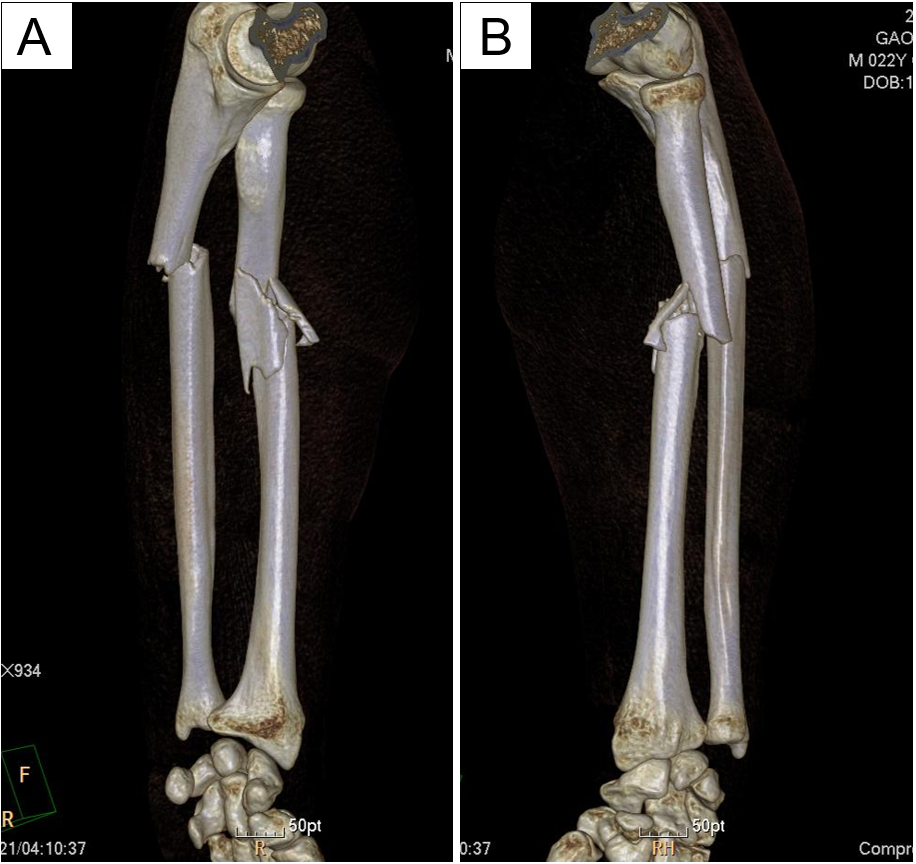 A
B
2
GAO
M 022Y
DOB:1
M
×934
F
R
50pt
50pt
21/04:10:37
R
0:37
RH
Compr